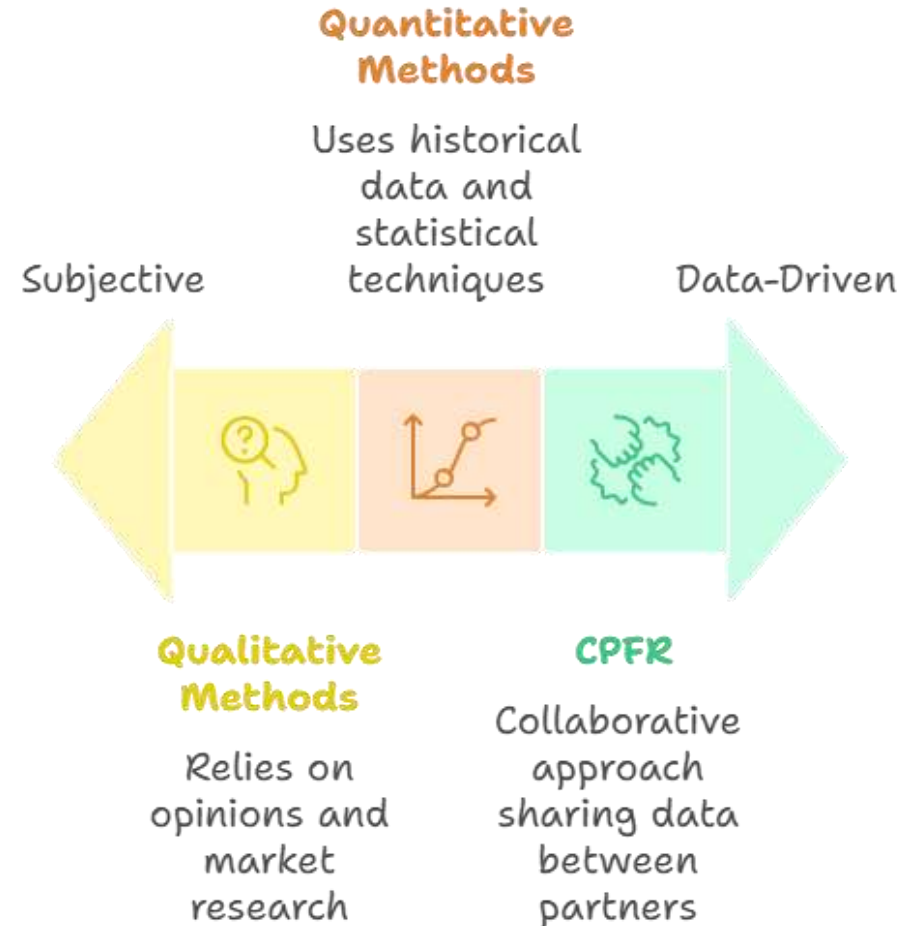 Quantitative
Methods
Uses historical
data and
statistical
techniques
Subjective
Data-Driven
?
Qualitative
Methods
Relies on
opinions and
market
research
CPFR
Collaborative
approach
sharing data
between
partners